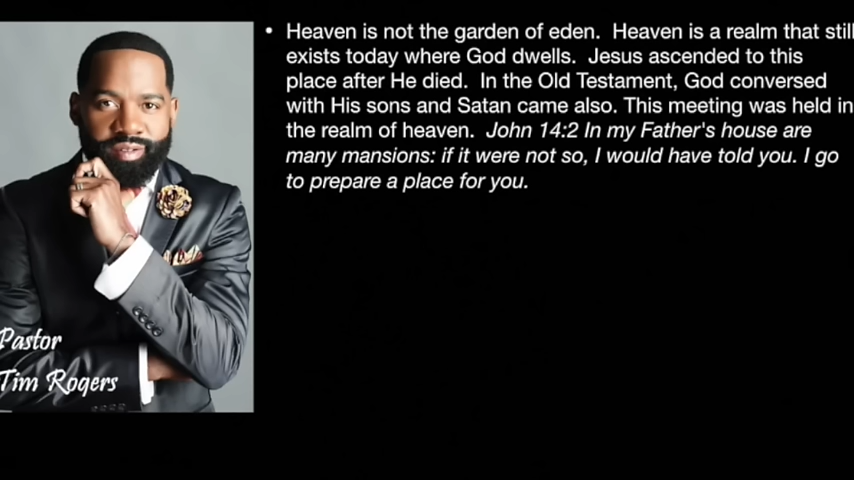 • Heaven is not the garden of eden. Heaven is a realm that still
exists today where God dwells. Jesus ascended to this
place after He died. In the Old Testament, God conversed
with His sons and Satan came also. This meeting was held in
the realm of heaven. John 14:2 In my Father's house are
many mansions: if it were not so, I would have told you. I go
to prepare a place for you.
Pastor
Tim Rogers